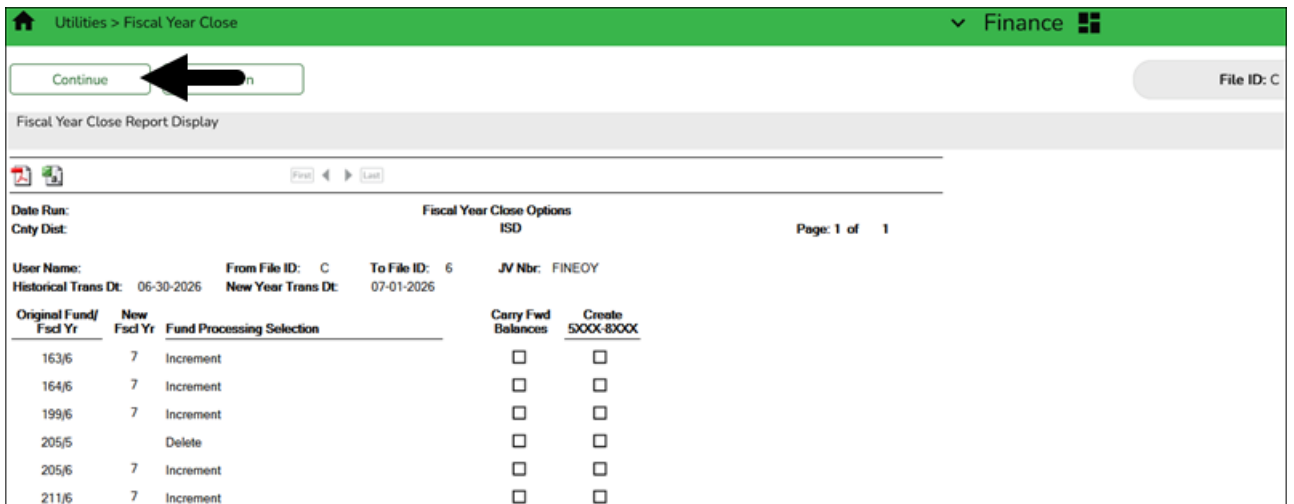 Utilities > Fiscal Year Close Finance
Continue n File ID: C
Fiscal Year Close Report Display
First Last
Date Run: Fiscal Year Close Options
Cnty Dist: ISD Page: 1 of 1
User Name: From File ID: C To File ID: 6 JV Nbr: FINEOY
Historical Trans Dt: 06-30-2026 New Year Trans Dt: 07-01-2026
Original Fund/ New Carry Fwd Create
Fscl Yr Fscl Yr Fund Processing Selection Balances 5XXX-8XXX
163/6 7 Increment
164/6 7 Increment
199/6 7 Increment
205/5 Delete
205/6 7 Increment
211/6 7 Increment